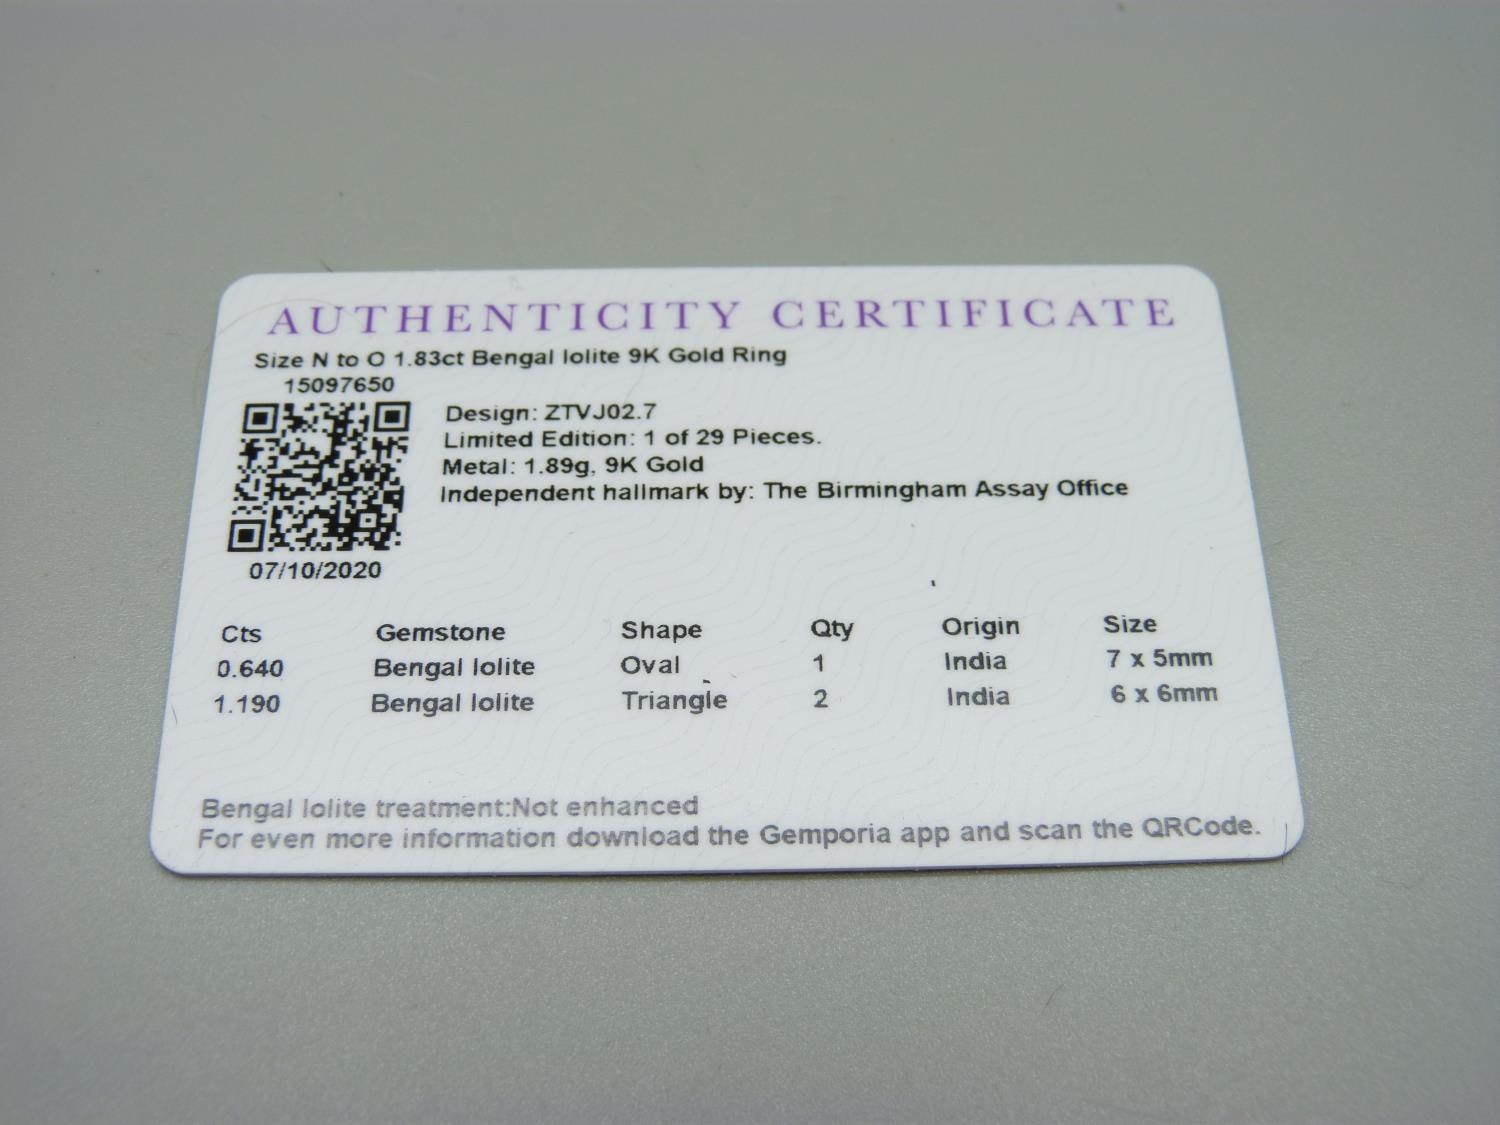 AUTHENTICITY CERTIFICATE
Size N to O 1.83ct Bengal Iolite 9K Gold Ring
15097650
Design: ZTVJ02.7
Limited Edition: 1 of 29 Pieces.
Metal: 1.89g, 9K Gold
Independent hallmark by: The Birmingham Assay Office
07/10/2020
Cts Gemstone Shape Qty Origin Size
0.640 Bengal Iolite Oval 1 India 7 x 5mm
1.190 Bengal Iolite Triangle 2 India 6 x 6mm
Bengal Iolite treatment:Not enhanced
For even more information download the Gemporia app and scan the QRCode.